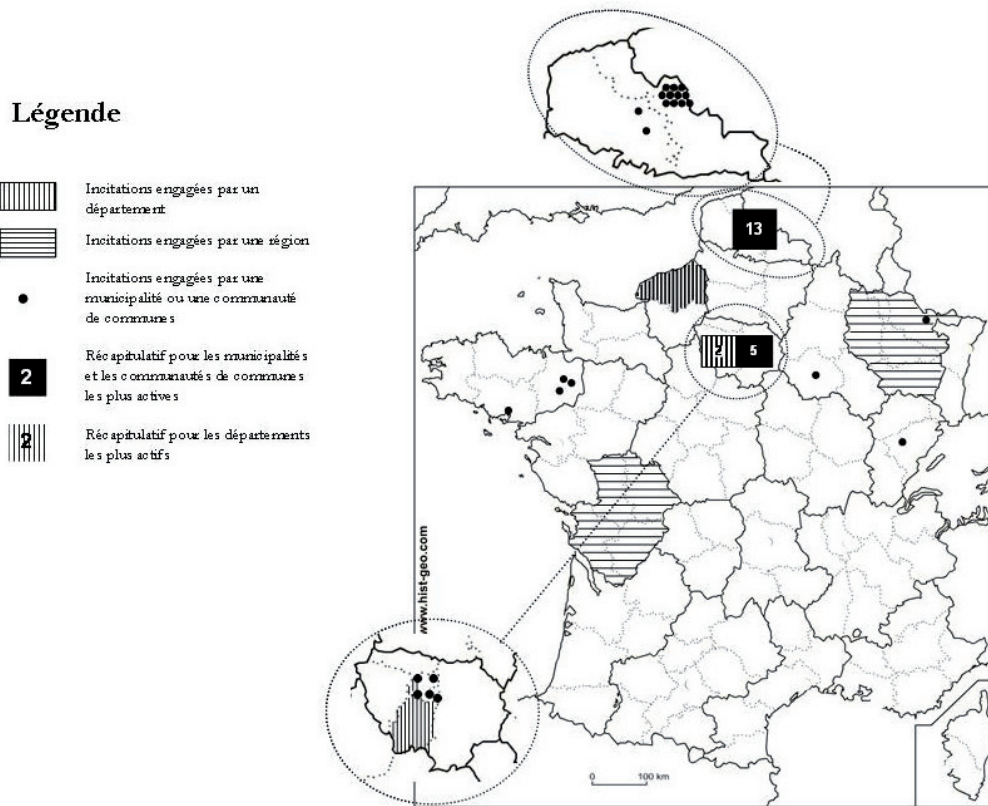 Légende
Incitations engagées par un
département
Incitations engagées par une région
Incitations engagées par une
municipalité ou une communauté
de communes
2
Récapitulatif pour les municipalités
et les communautés de communes
les plus actives
2
Récapitulatif pour les départements
les plus actifs
13
2
5
www.hist-geo.com
0 100 km